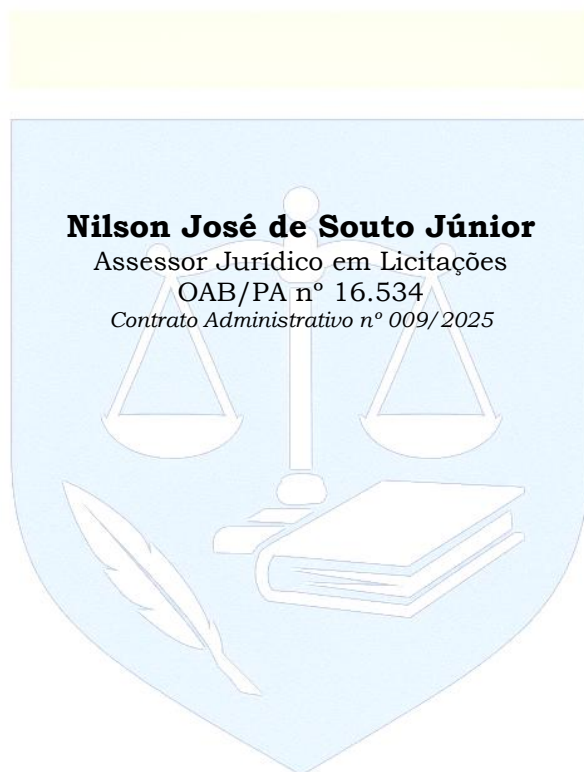 Nilson José de Souto Júnior
Assessor Jurídico em Licitações
OAB/PA nº 16.534
Contrato Administrativo nº 009/2025